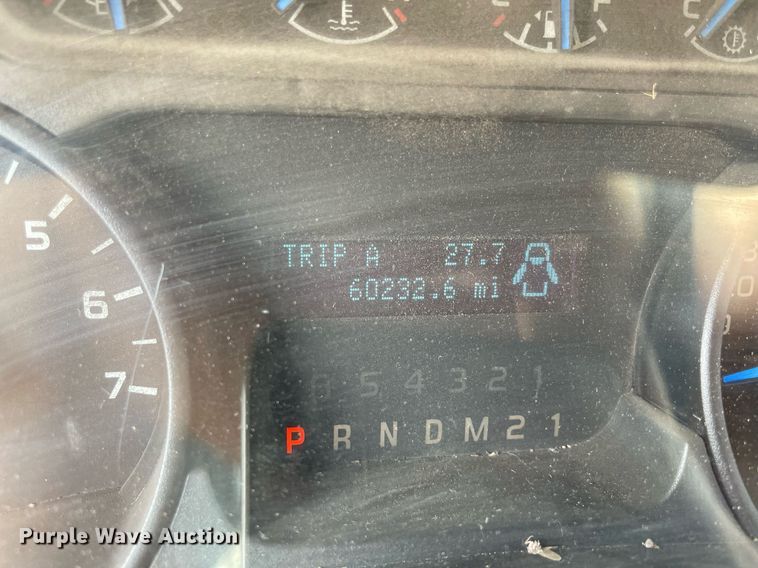 F
C
5
6
7
TRIP A 27.7
60232.6 mi
6 5 4 3 2 1
P R N D M 2 1
Purple Wave Auction